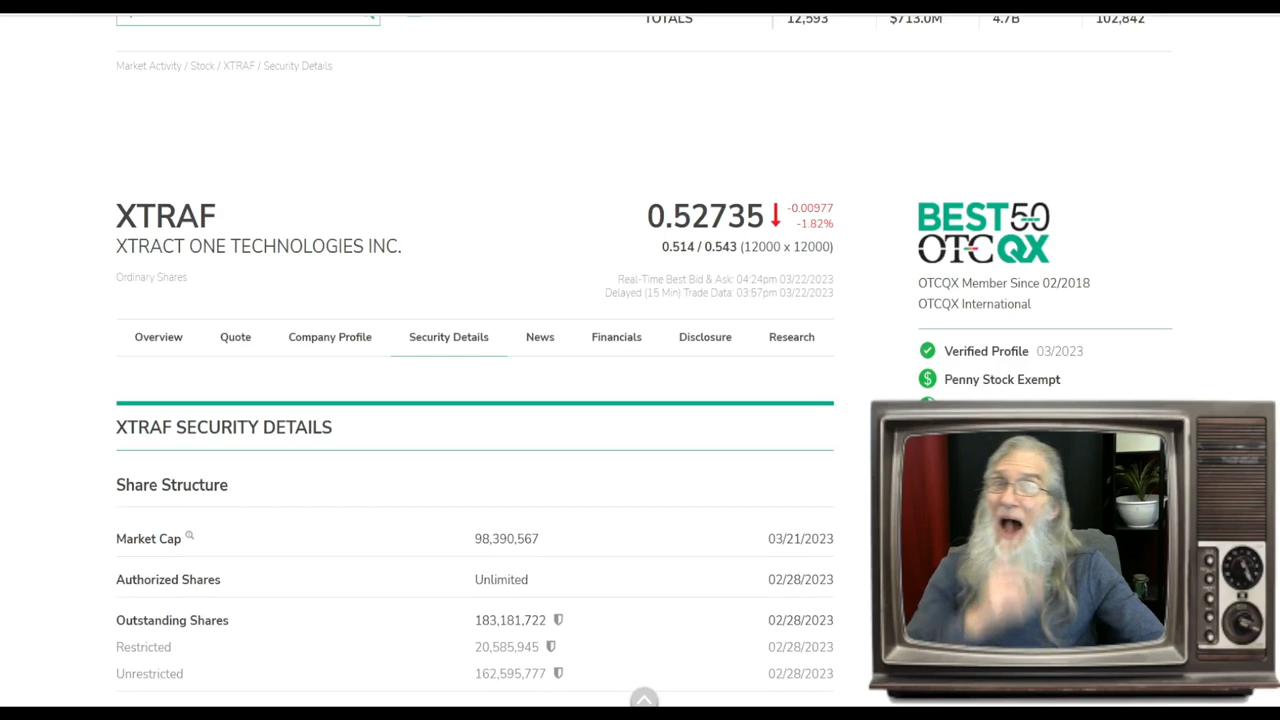 TOTALS 12,593 $713.0M 4.7B 102,842
Market Activity / Stock / XTRAF / Security Details
XTRAF
XTRACT ONE TECHNOLOGIES INC.
Ordinary Shares
0.52735 -0.00977
-1.82%
0.514 / 0.543 (12000 x 12000)
Real-Time Best Bid & Ask: 04:24pm 03/22/2023
Delayed (15 Min) Trade Data: 03:57pm 03/22/2023
BEST50
OTCQX
OTCQX Member Since 02/2018
OTCQX International
Verified Profile 03/2023
$ Penny Stock Exempt
Overview Quote Company Profile Security Details News Financials Disclosure Research
XTRAF SECURITY DETAILS
Share Structure
Market Cap 98,390,567 03/21/2023
Authorized Shares Unlimited 02/28/2023
Outstanding Shares 183,181,722 02/28/2023
Restricted 20,585,945 02/28/2023
Unrestricted 162,595,777 02/28/2023